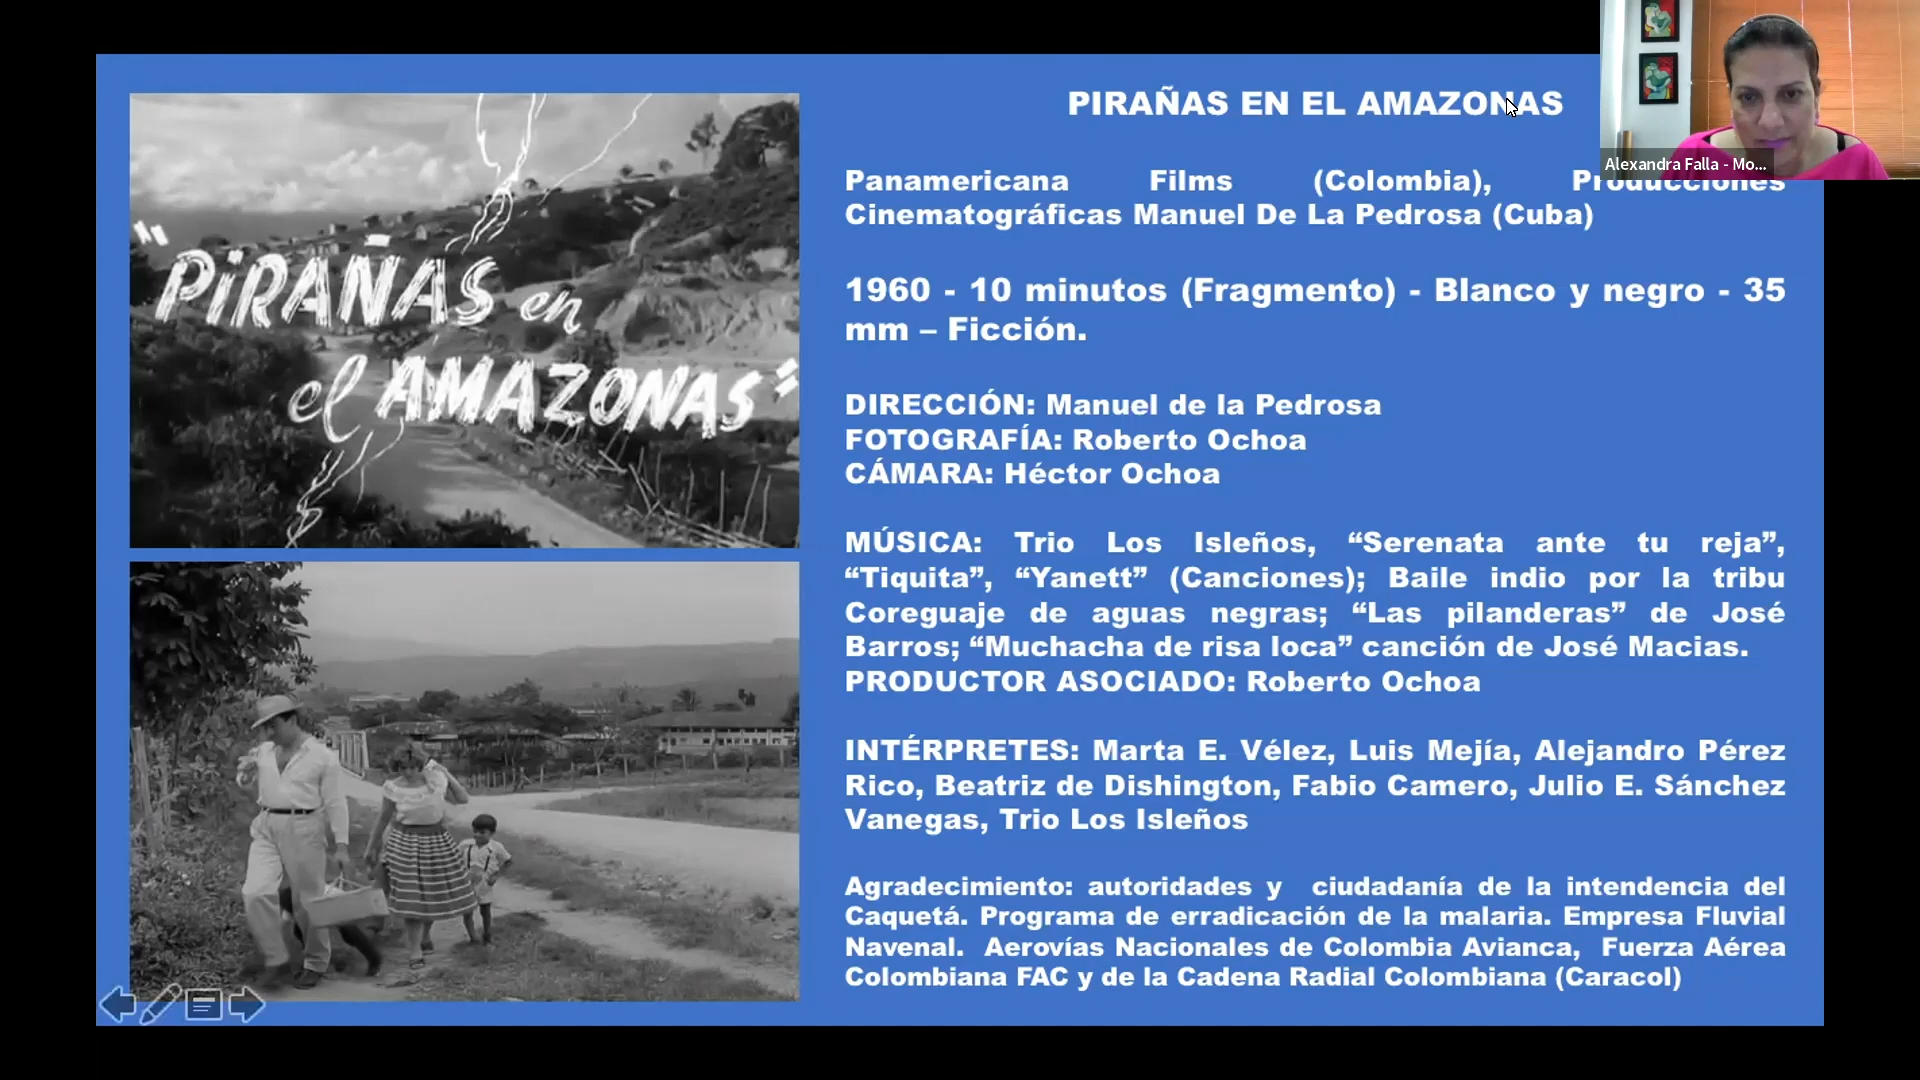 "PIRAÑAS en
el AMAZONAS"
PIRAÑAS EN EL AMAZONAS
Alexandra Falla - Mo...
Panamericana Films (Colombia), Producciones
Cinematográficas Manuel De La Pedrosa (Cuba)
1960 - 10 minutos (Fragmento) - Blanco y negro - 35
mm – Ficción.
DIRECCIÓN: Manuel de la Pedrosa
FOTOGRAFÍA: Roberto Ochoa
CÁMARA: Héctor Ochoa
MÚSICA: Trio Los Isleños, “Serenata ante tu reja”,
“Tiquita”, “Yanett” (Canciones); Baile indio por la tribu
Coreguaje de aguas negras; “Las pilanderas” de José
Barros; “Muchacha de risa loca” canción de José Macias.
PRODUCTOR ASOCIADO: Roberto Ochoa
INTÉRPRETES: Marta E. Vélez, Luis Mejía, Alejandro Pérez
Rico, Beatriz de Dishington, Fabio Camero, Julio E. Sánchez
Vanegas, Trio Los Isleños
Agradecimiento: autoridades y ciudadanía de la intendencia del
Caquetá. Programa de erradicación de la malaria. Empresa Fluvial
Navenal. Aerovías Nacionales de Colombia Avianca, Fuerza Aérea
Colombiana FAC y de la Cadena Radial Colombiana (Caracol)